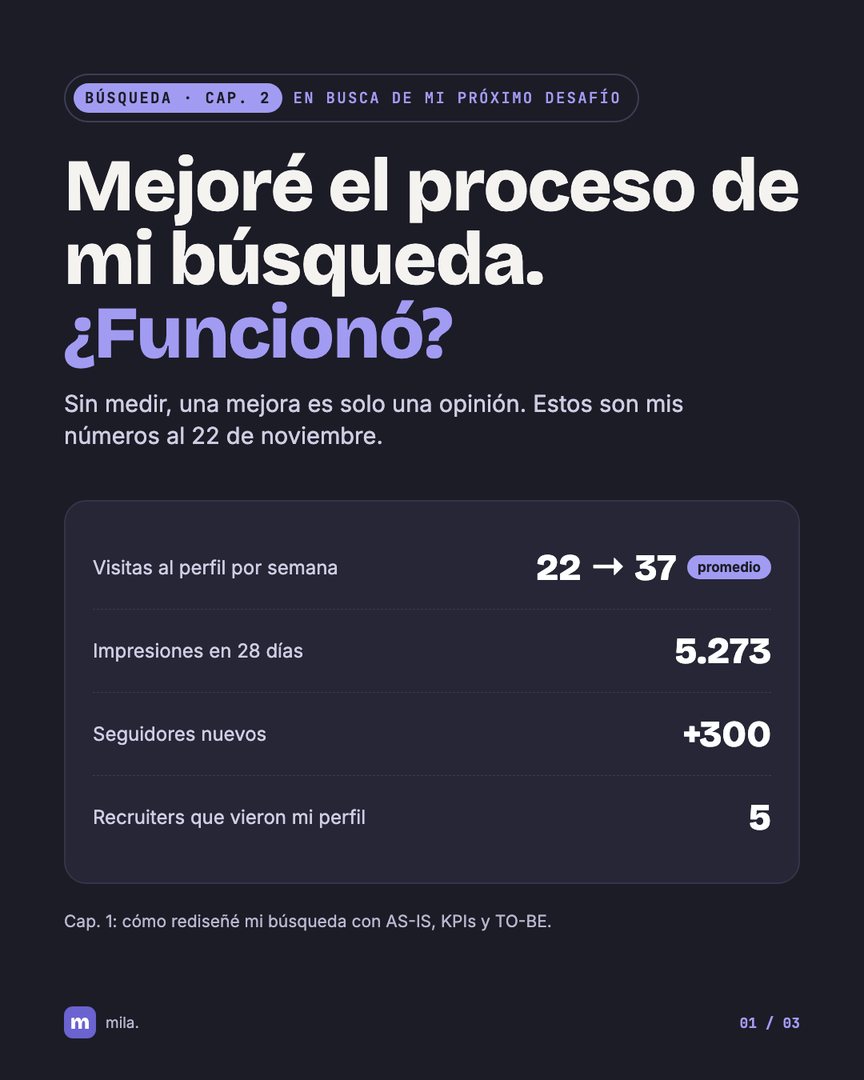 BÚSQUEDA · CAP. 2 EN BUSCA DE MI PRÓXIMO DESAFÍO
Mejoré el proceso de
mi búsqueda.
¿Funcionó?
Sin medir, una mejora es solo una opinión. Estos son mis
números al 22 de noviembre.
Visitas al perfil por semana 22 → 37 promedio
Impresiones en 28 días 5.273
Seguidores nuevos +300
Recruiters que vieron mi perfil 5
Cap. 1: cómo rediseñé mi búsqueda con AS-IS, KPIs y TO-BE.
m mila. 01 / 03